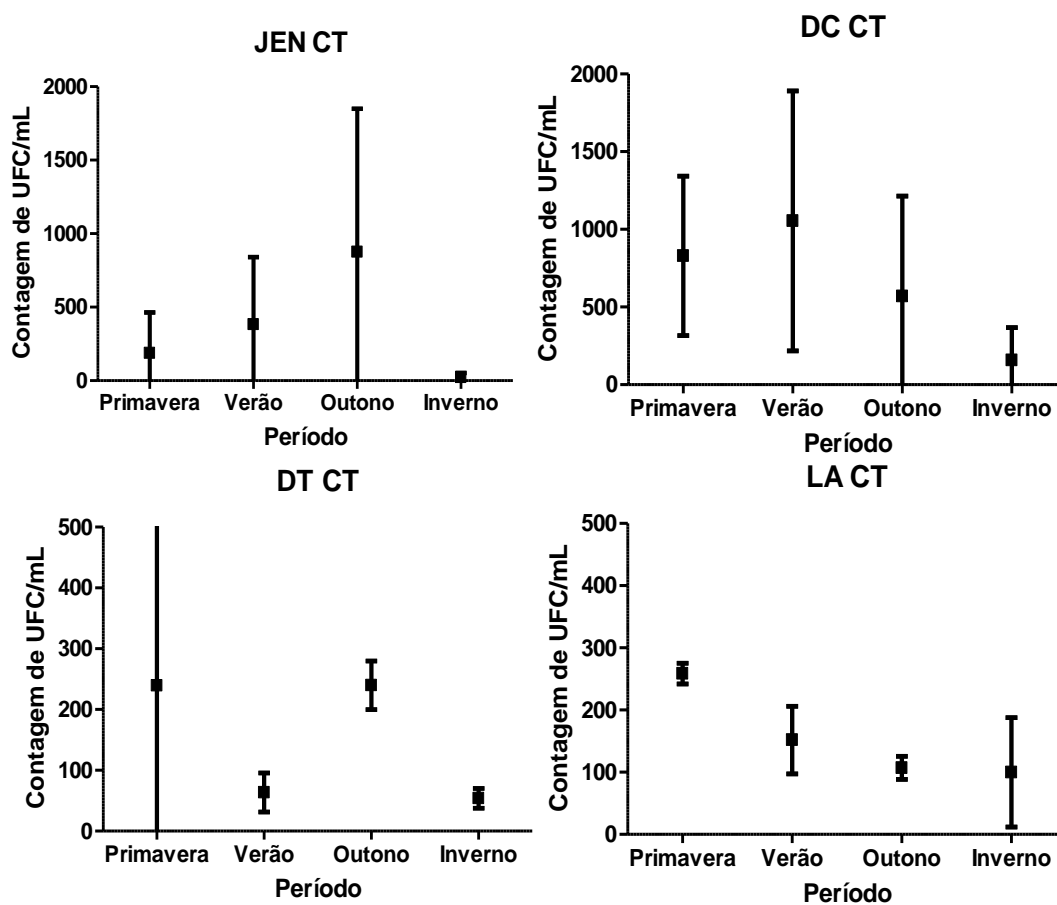 JEN CT
Contagem de UFC/mL
2000
1500
1000
500
0
Primavera Verão Outono Inverno
Período
DC CT
Contagem de UFC/mL
2000
1500
1000
500
0
Primavera Verão Outono Inverno
Período
DT CT
Contagem de UFC/mL
500
400
300
200
100
0
Primavera Verão Outono Inverno
Período
LA CT
Contagem de UFC/mL
500
400
300
200
100
0
Primavera Verão Outono Inverno
Período